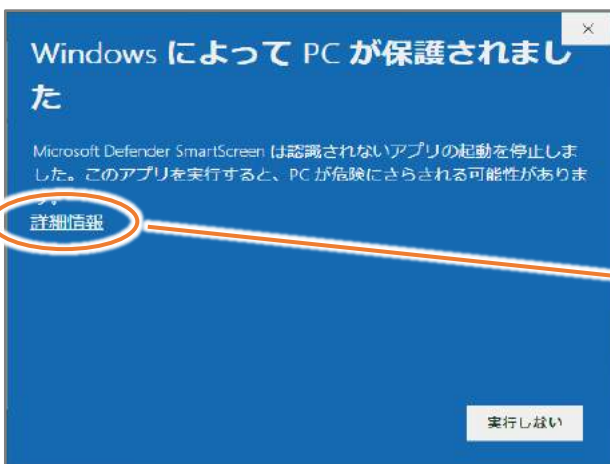 Windows によって PC が保護されまし
た
Microsoft Defender SmartScreen は認識されないアプリの起動を停止しま
した。このアプリを実行すると、PC が危険にさらされる可能性がありま
す。
詳細情報
実行しない